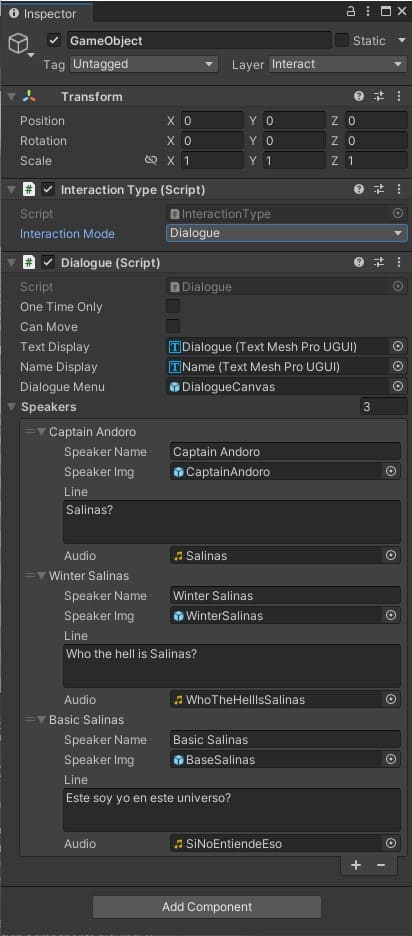 Inspector
GameObject Static
Tag Untagged Layer Interact
Transform
Position X 0 Y 0 Z 0
Rotation X 0 Y 0 Z 0
Scale X 1 Y 1 Z 1
# Interaction Type (Script)
Script # InteractionType
Interaction Mode Dialogue
# Dialogue (Script)
Script # Dialogue
One Time Only
Can Move
Text Display T Dialogue (Text Mesh Pro UGUI)
Name Display T Name (Text Mesh Pro UGUI)
Dialogue Menu DialogueCanvas
Speakers 3
Captain Andoro
Speaker Name Captain Andoro
Speaker Img CaptainAndoro
Line
Salinas?
Audio Salinas
Winter Salinas
Speaker Name Winter Salinas
Speaker Img WinterSalinas
Line
Who the hell is Salinas?
Audio WhoTheHellIsSalinas
Basic Salinas
Speaker Name Basic Salinas
Speaker Img BaseSalinas
Line
Este soy yo en este universo?
Audio SiNoEntiendeEso
+ −
Add Component